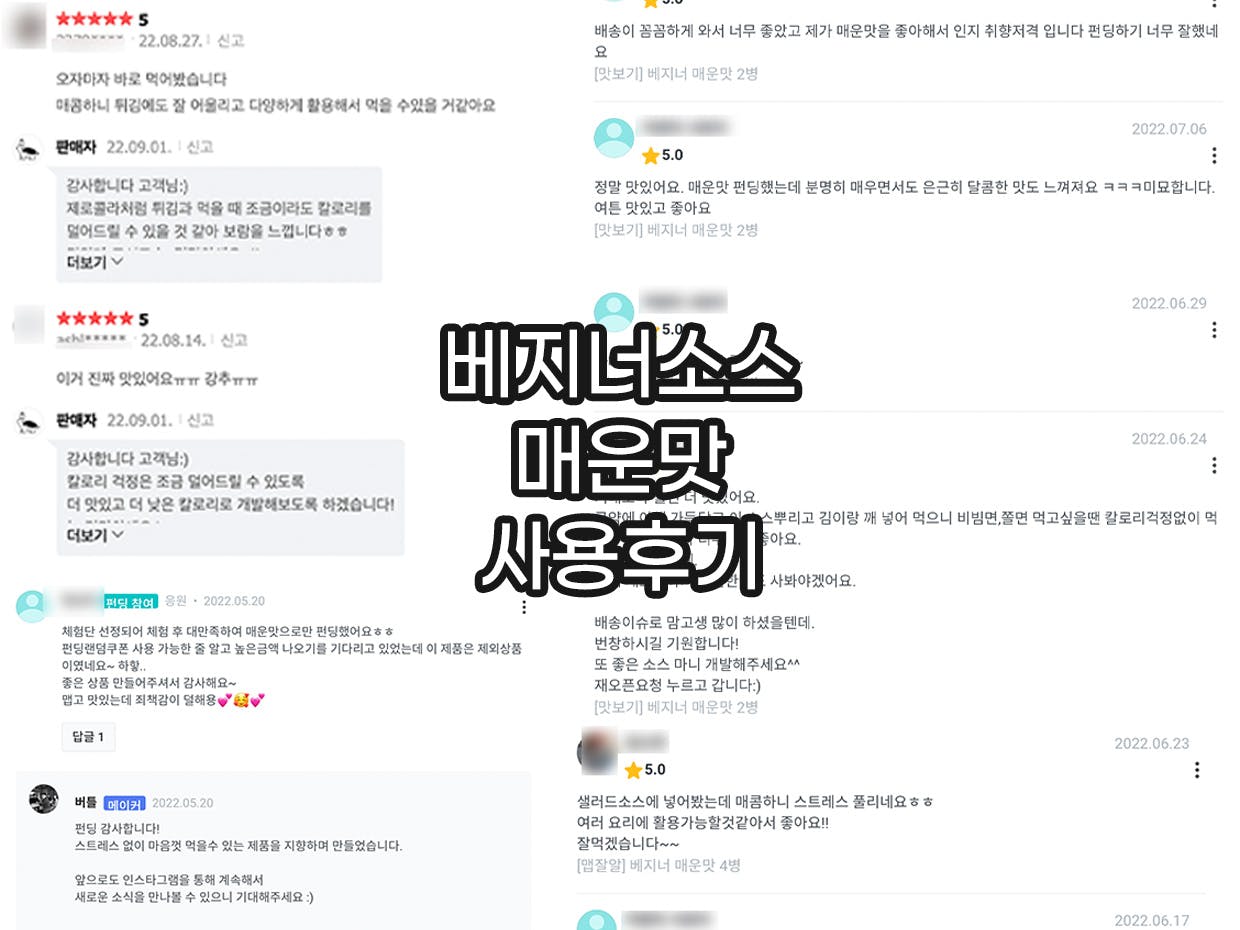 5
22.08.27. 신고
오자마자 바로 먹어봤습니다
매콤하니 튀김에도 잘 어울리고 다양하게 활용해서 먹을 수있을 거같아요
판매자 22.09.01. 신고
감사합니다 고객님;)
제로콜라처럼 튀김과 먹을 때 조금이라도 칼로리를
덜어드릴 수 있을 것 같아 보람을 느낍니다ㅎㅎ
더보기
5
achl***** · 22.08.14. 신고
이거 진짜 맛있어요ㅠㅠ 강추ㅠㅠ
판매자 22.09.01. 신고
감사합니다 고객님;)
칼로리 걱정은 조금 덜어드릴 수 있도록
더 맛있고 더 낮은 칼로리로 개발해보도록 하겠습니다!
더보기
펀딩 참여 응원 · 2022.05.20
체험단 선정되어 체험 후 대만족하여 매운맛으로만 펀딩했어요ㅎㅎ
펀딩랜덤쿠폰 사용 가능한 줄 알고 높은금액 나오기를 기다리고 있었는데 이 제품은 제외상품
이였네요~ 하핳..
좋은 상품 만들어주셔서 감사해요~
맵고 맛있는데 죄책감이 덜해용💕🥰💕
답글 1
버틀 메이커 2022.05.20
펀딩 감사합니다!
스트레스 없이 마음껏 먹을수 있는 제품을 지향하며 만들었습니다.
앞으로도 인스타그램을 통해 계속해서
새로운 소식을 만나볼 수 있으니 기대해주세요 :)
베지너소스
매운맛
사용후기
5.0
배송이 꼼꼼하게 와서 너무 좋았고 제가 매운맛을 좋아해서 인지 취향저격 입니다 펀딩하기 너무 잘했네
요
[맛보기] 베지너 매운맛 2병
2022.07.06
5.0
정말 맛있어요. 매운맛 펀딩했는데 분명히 매우면서도 은근히 달콤한 맛도 느껴져요 ㅋㅋㅋ미묘합니다.
여튼 맛있고 좋아요
[맛보기] 베지너 매운맛 2병
2022.06.29
5.0
2022.06.24
더 맛있어요.
뿌리고 김이랑 깨 넣어 먹으니 비빔면,쫄면 먹고싶을땐 칼로리걱정없이 먹
좋아요.
사봐야겠어요.
배송이슈로 맘고생 많이 하셨을텐데.
번창하시길 기원합니다!
또 좋은 소스 마니 개발해주세요^^
재오픈요청 누르고 갑니다:)
[맛보기] 베지너 매운맛 2병
2022.06.23
5.0
샐러드소스에 넣어봤는데 매콤하니 스트레스 풀리네요ㅎㅎ
여러 요리에 활용가능할것같아서 좋아요!!
잘먹겠습니다~~
[맵잘알] 베지너 매운맛 4병
2022.06.17